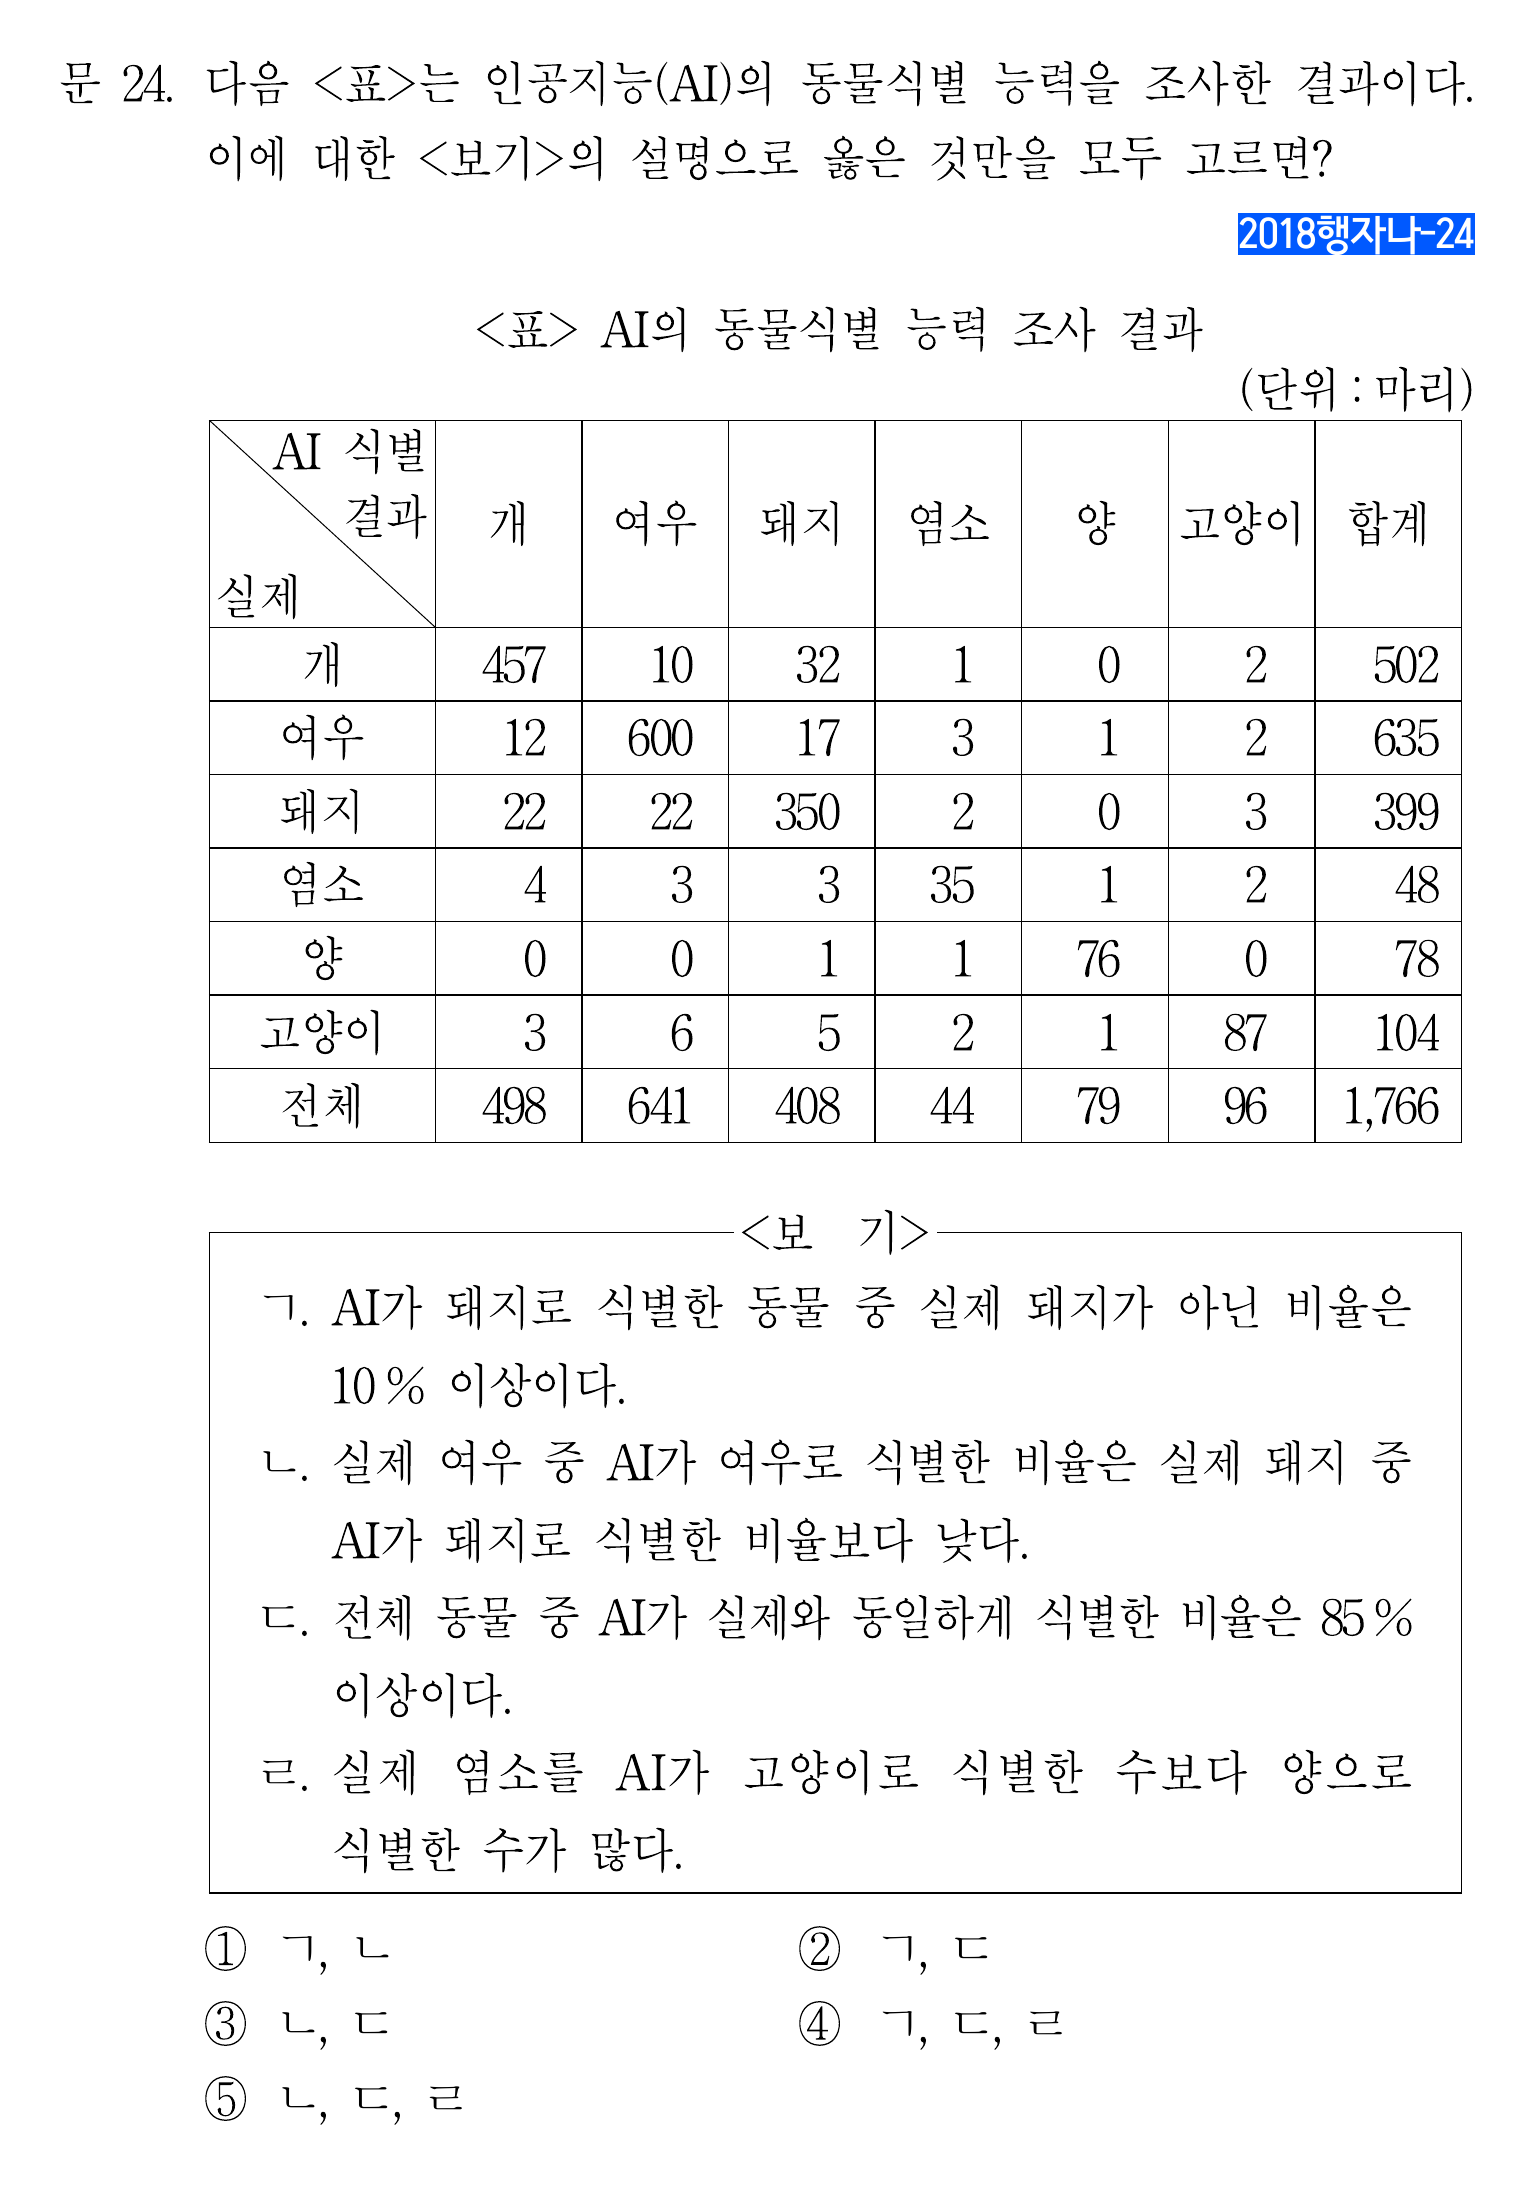 문 24. 다음 <표>는 인공지능(AI)의 동물식별 능력을 조사한 결과이다.
이에 대한 <보기>의 설명으로 옳은 것만을 모두 고르면?
2018행자나-24
<표> AI의 동물식별 능력 조사 결과
(단위 : 마리)
AI 식별
결과
실제
개 여우 돼지 염소 양 고양이 합계
개 457 10 32 1 0 2 502
여우 12 600 17 3 1 2 635
돼지 22 22 350 2 0 3 399
염소 4 3 3 35 1 2 48
양 0 0 1 1 76 0 78
고양이 3 6 5 2 1 87 104
전체 498 641 408 44 79 96 1,766
<보 기>
ㄱ. AI가 돼지로 식별한 동물 중 실제 돼지가 아닌 비율은
10 % 이상이다.
ㄴ. 실제 여우 중 AI가 여우로 식별한 비율은 실제 돼지 중
AI가 돼지로 식별한 비율보다 낮다.
ㄷ. 전체 동물 중 AI가 실제와 동일하게 식별한 비율은 85 %
이상이다.
ㄹ. 실제 염소를 AI가 고양이로 식별한 수보다 양으로
식별한 수가 많다.
① ㄱ, ㄴ ② ㄱ, ㄷ
③ ㄴ, ㄷ ④ ㄱ, ㄷ, ㄹ
⑤ ㄴ, ㄷ, ㄹ